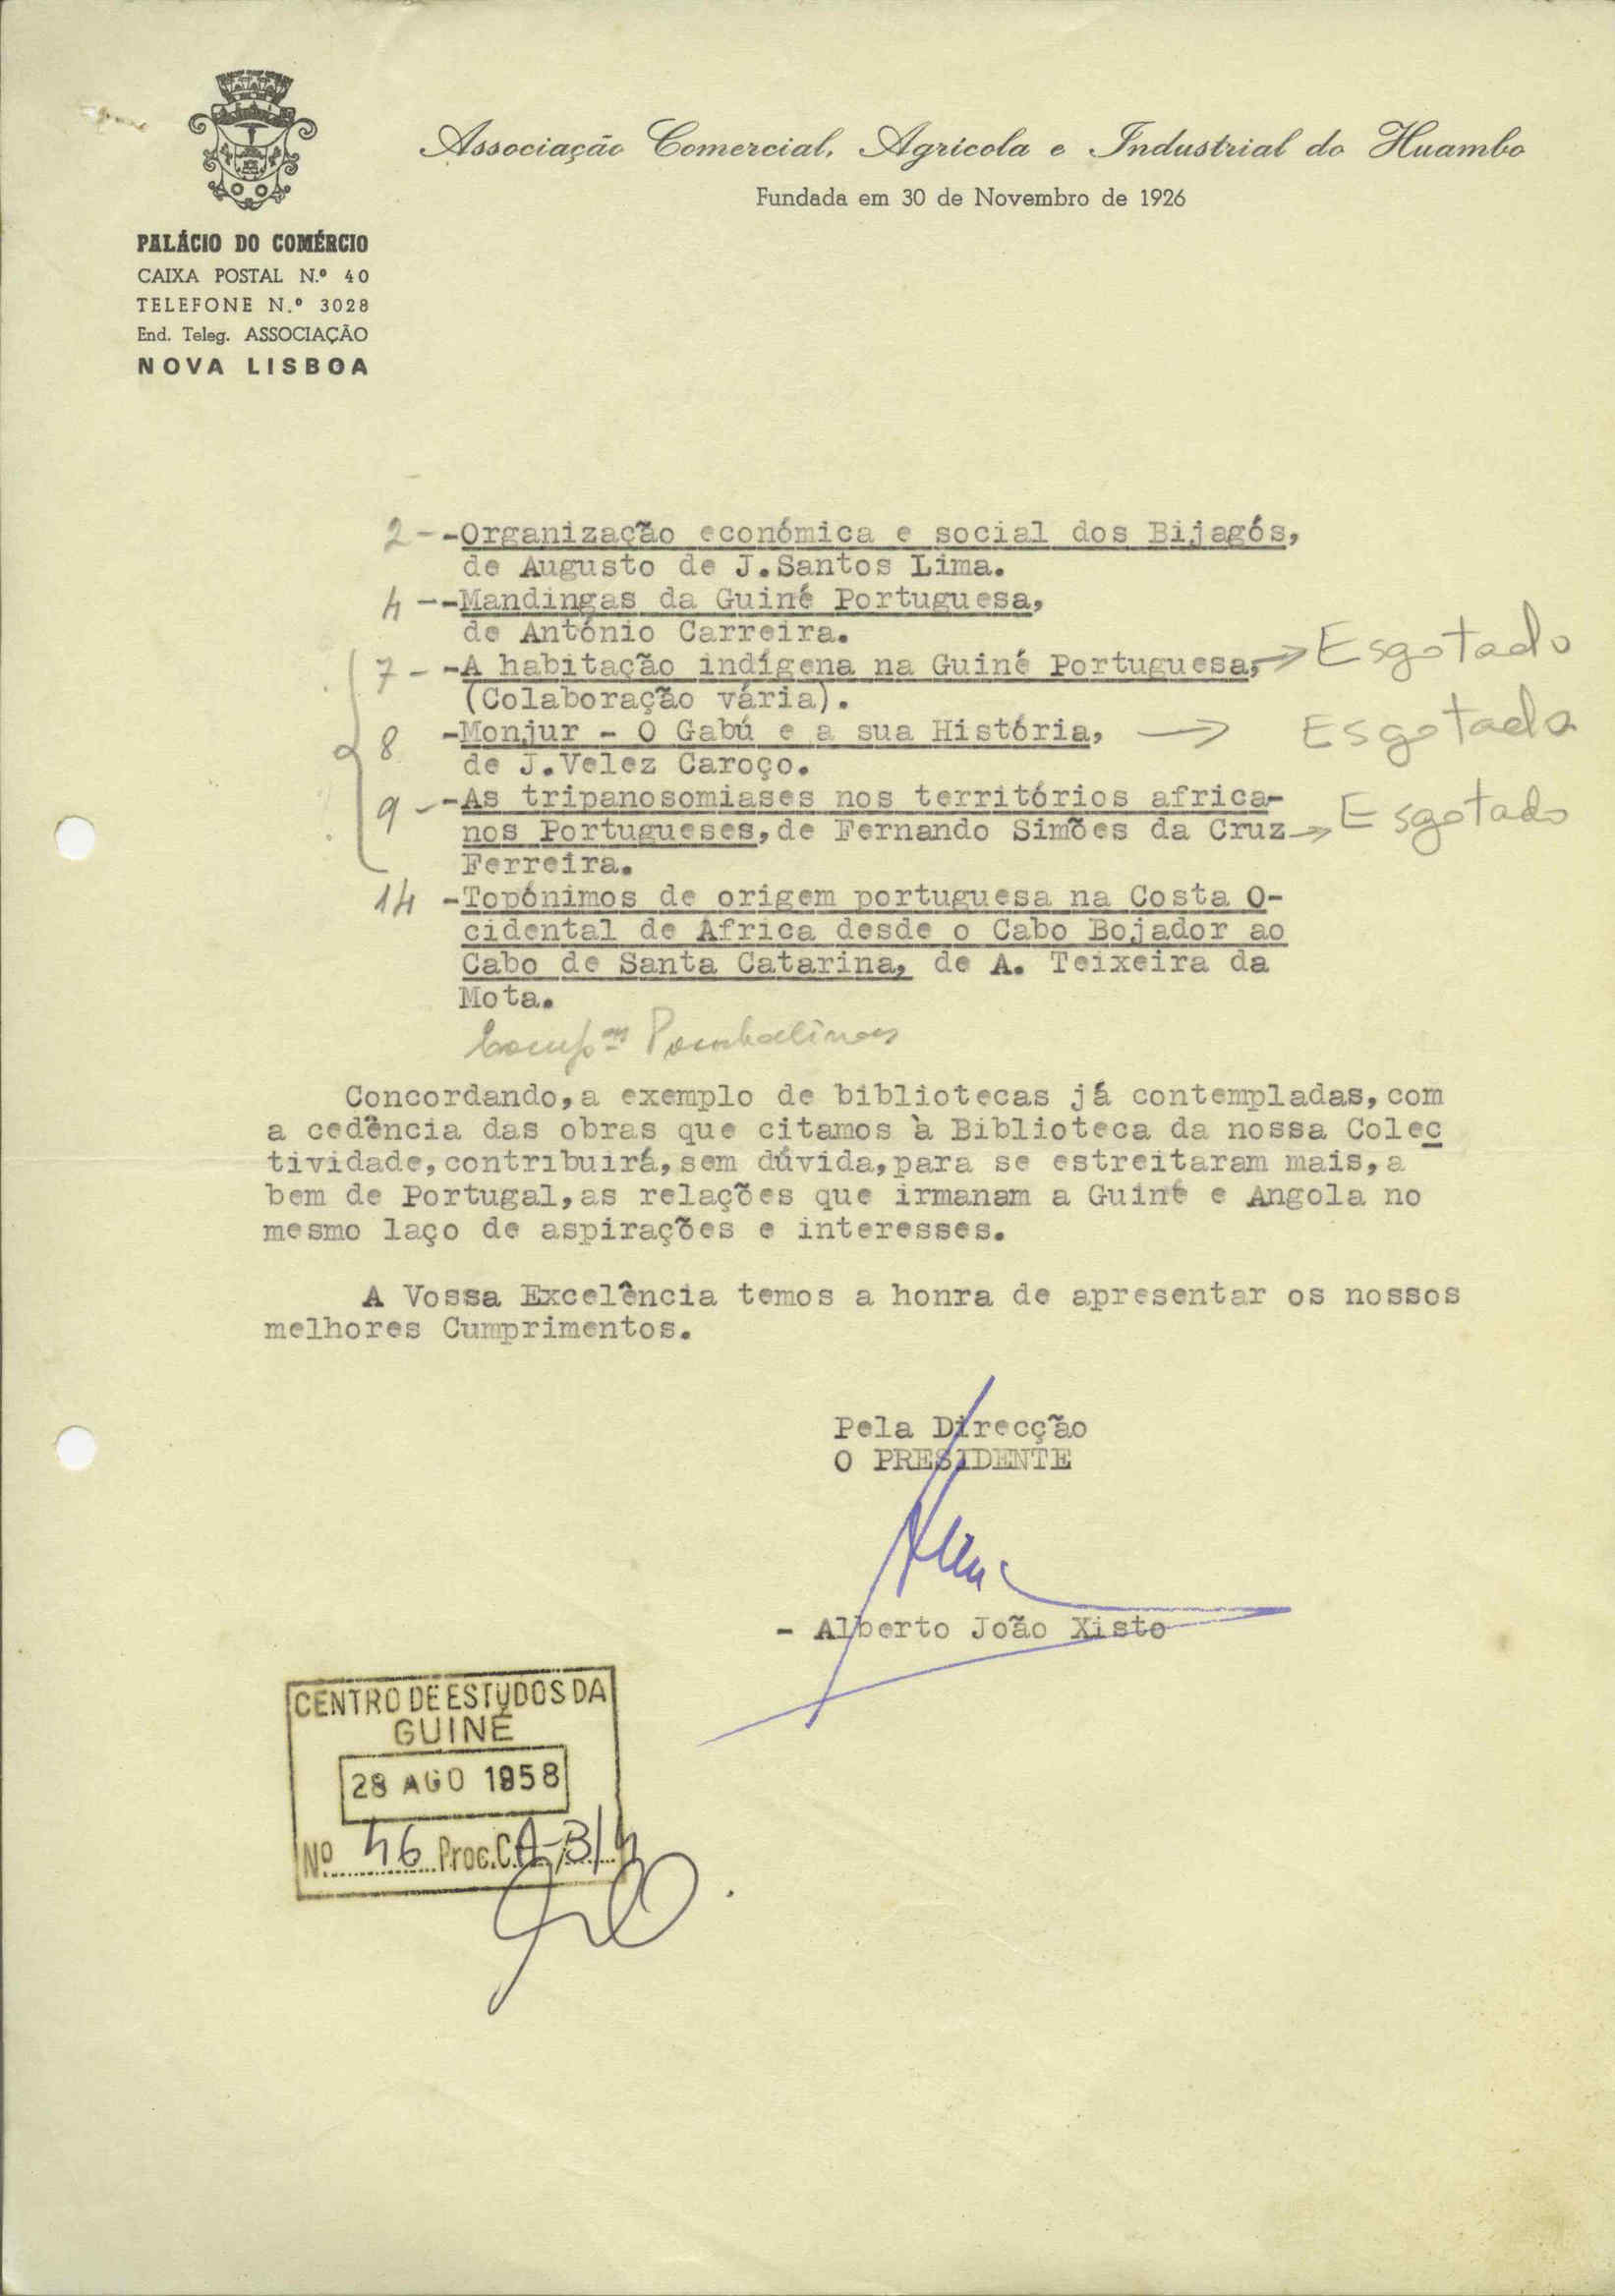 Associação Comercial, Agrícola e Industrial do Huambo
Fundada em 30 de Novembro de 1926
PALÁCIO DO COMÉRCIO
CAIXA POSTAL N.º 40
TELEFONE N.º 3028
End. Teleg. ASSOCIAÇÃO
NOVA LISBOA
2 - -Organização económica e social dos Bijagós,
de Augusto de J.Santos Lima.
4 - -Mandingas da Guiné Portuguesa,
de António Carreira.
7 - -A habitação indígena na Guiné Portuguesa, → Esgotado
(Colaboração vária).
8 -Monjur - O Gabú e a sua História, → Esgotado
de J.Velez Caroço.
9 - -As tripanosomiases nos territórios africa-
nos Portugueses, de Fernando Simões da Cruz → Esgotado
Ferreira.
14 -Topónimos de origem portuguesa na Costa O-
cidental de África desde o Cabo Bojador ao
Cabo de Santa Catarina, de A. Teixeira da
Mota.
Pombalinas
Concordando, a exemplo de bibliotecas já contempladas, com
a cedência das obras que citamos à Biblioteca da nossa Colec
tividade, contribuirá, sem dúvida, para se estreitaram mais, a
bem de Portugal, as relações que irmanam a Guiné e Angola no
mesmo laço de aspirações e interesses.
A Vossa Excelência temos a honra de apresentar os nossos
melhores Cumprimentos.
Pela Direcção
O PRESIDENTE
- Alberto João Xisto
CENTRO DE ESTUDOS DA
GUINÉ
28 AGO 1958
Nº 46 Proc.C.A-B/4